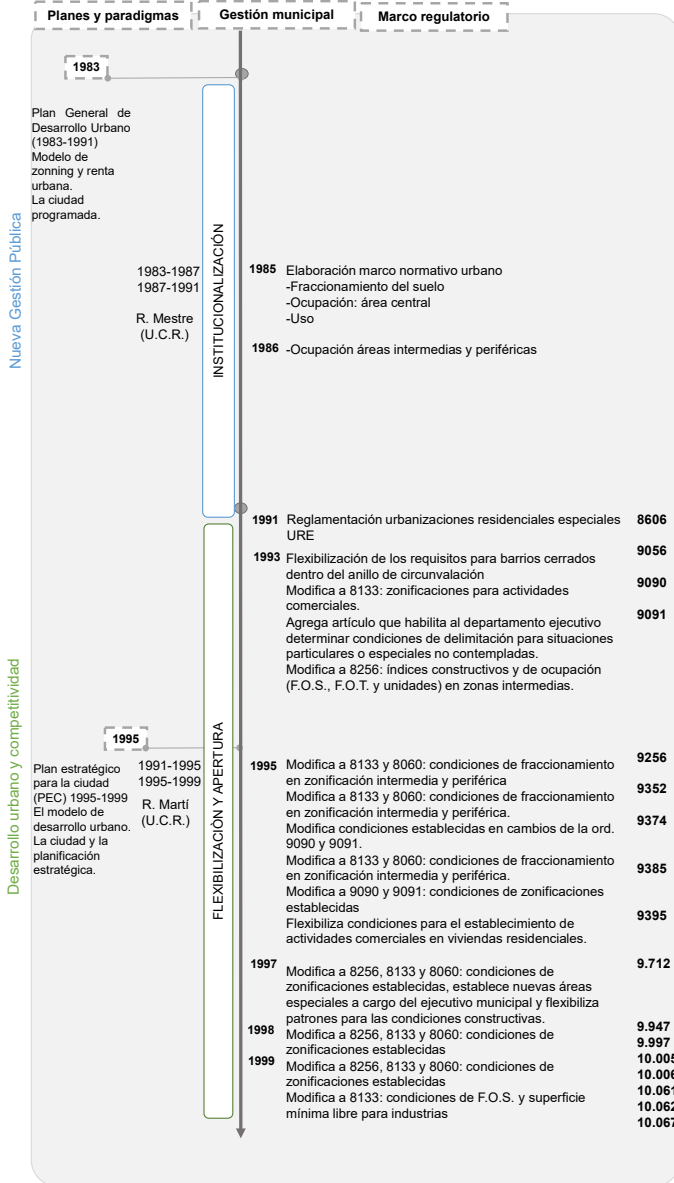 Planes y paradigmas
Gestión municipal
Marco regulatorio
1983
Plan General de
Desarrollo Urbano
(1983-1991)
Modelo de
zonning y renta
urbana.
La ciudad
programada.
Nueva Gestión Pública
1983-1987
1987-1991
R. Mestre
(U.C.R.)
INSTITUCIONALIZACIÓN
1985 Elaboración marco normativo urbano
-Fraccionamiento del suelo
-Ocupación: área central
-Uso
1986 -Ocupación áreas intermedias y periféricas
1991 Reglamentación urbanizaciones residenciales especiales 8606
URE
9056
1993 Flexibilización de los requisitos para barrios cerrados
dentro del anillo de circunvalación
Modifica a 8133: zonificaciones para actividades 9090
comerciales.
Agrega artículo que habilita al departamento ejecutivo 9091
determinar condiciones de delimitación para situaciones
particulares o especiales no contempladas.
Modifica a 8256: índices constructivos y de ocupación
(F.O.S., F.O.T. y unidades) en zonas intermedias.
Desarrollo urbano y competitividad
1995
Plan estratégico
para la ciudad
(PEC) 1995-1999
El modelo de
desarrollo urbano.
La ciudad y la
planificación
estratégica.
1991-1995
1995-1999
R. Martí
(U.C.R.)
FLEXIBILIZACIÓN Y APERTURA
1995 Modifica a 8133 y 8060: condiciones de fraccionamiento 9256
en zonificación intermedia y periférica
Modifica a 8133 y 8060: condiciones de fraccionamiento 9352
en zonificación intermedia y periférica.
Modifica condiciones establecidas en cambios de la ord. 9374
9090 y 9091.
Modifica a 8133 y 8060: condiciones de fraccionamiento 9385
en zonificación intermedia y periférica.
Modifica a 9090 y 9091: condiciones de zonificaciones
establecidas
Flexibiliza condiciones para el establecimiento de 9395
actividades comerciales en viviendas residenciales.
1997 9.712
Modifica a 8256, 8133 y 8060: condiciones de
zonificaciones establecidas, establece nuevas áreas
especiales a cargo del ejecutivo municipal y flexibiliza
patrones para las condiciones constructivas.
1998 Modifica a 8256, 8133 y 8060: condiciones de 9.947
zonificaciones establecidas 9.997
1999 Modifica a 8256, 8133 y 8060: condiciones de 10.005
zonificaciones establecidas 10.006
Modifica a 8133: condiciones de F.O.S. y superficie 10.061
mínima libre para industrias 10.062
10.067